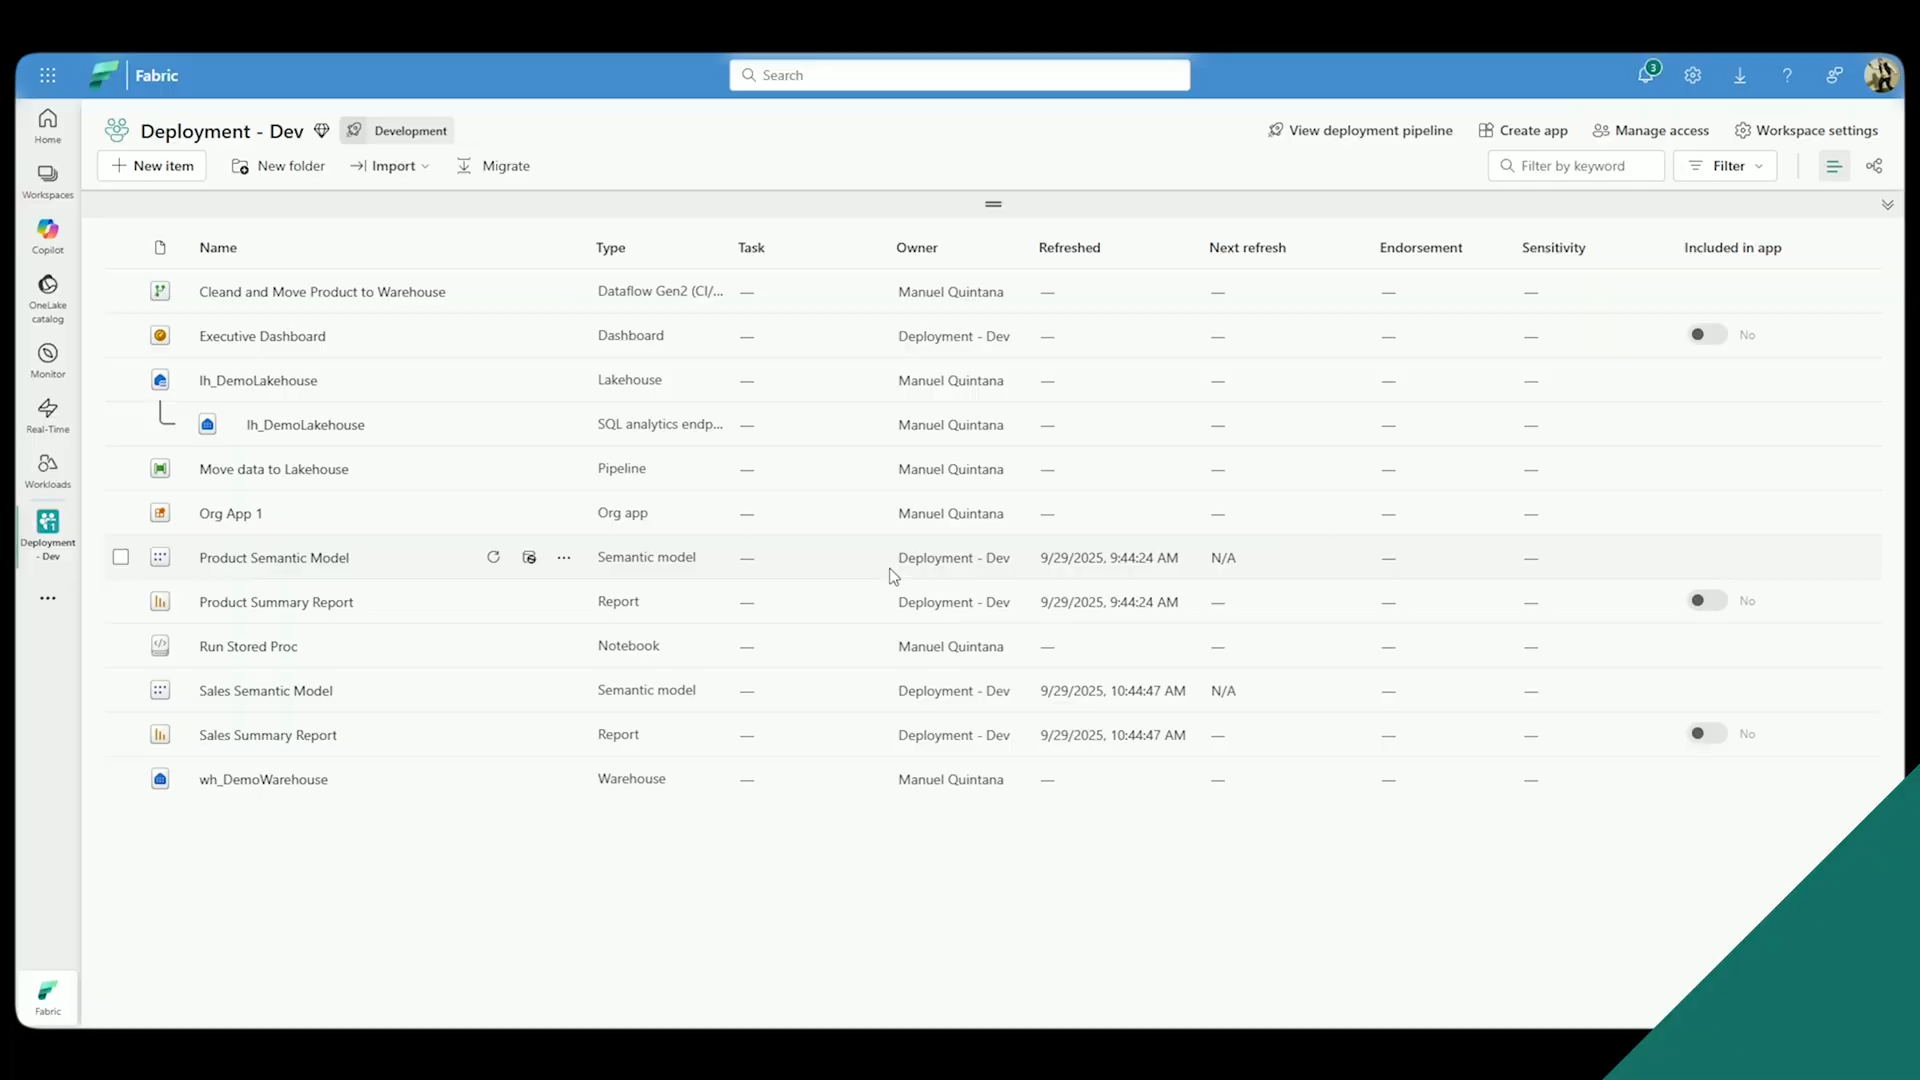 Fabric
Search
3
Home
Workspaces
Copilot
OneLake
catalog
Monitor
Real-Time
Workloads
Deployment
- Dev
Fabric
Deployment - Dev
Development
View deployment pipeline
Create app
Manage access
Workspace settings
New item
New folder
Import
Migrate
Filter by keyword
Filter
Name Type Task Owner Refreshed Next refresh Endorsement Sensitivity Included in app
Cleand and Move Product to Warehouse Dataflow Gen2 (CI/... — Manuel Quintana — — — —
Executive Dashboard Dashboard — Deployment - Dev — — — — No
lh_DemoLakehouse Lakehouse — Manuel Quintana — — — —
lh_DemoLakehouse SQL analytics endp... — Manuel Quintana — — — —
Move data to Lakehouse Pipeline — Manuel Quintana — — — —
Org App 1 Org app — Manuel Quintana — — — —
Product Semantic Model Semantic model — Deployment - Dev 9/29/2025, 9:44:24 AM N/A — —
Product Summary Report Report — Deployment - Dev 9/29/2025, 9:44:24 AM — — — No
Run Stored Proc Notebook — Manuel Quintana — — — —
Sales Semantic Model Semantic model — Deployment - Dev 9/29/2025, 10:44:47 AM N/A — —
Sales Summary Report Report — Deployment - Dev 9/29/2025, 10:44:47 AM — — — No
wh_DemoWarehouse Warehouse — Manuel Quintana — — — —